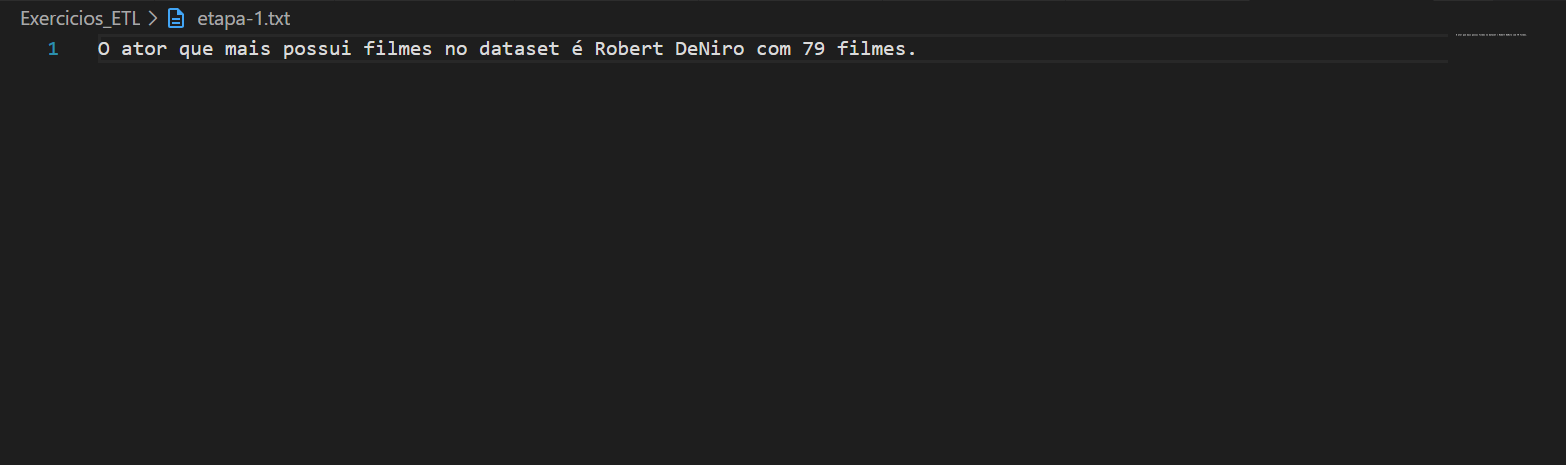 Exercicios_ETL > etapa-1.txt
1 O ator que mais possui filmes no dataset é Robert DeNiro com 79 filmes.